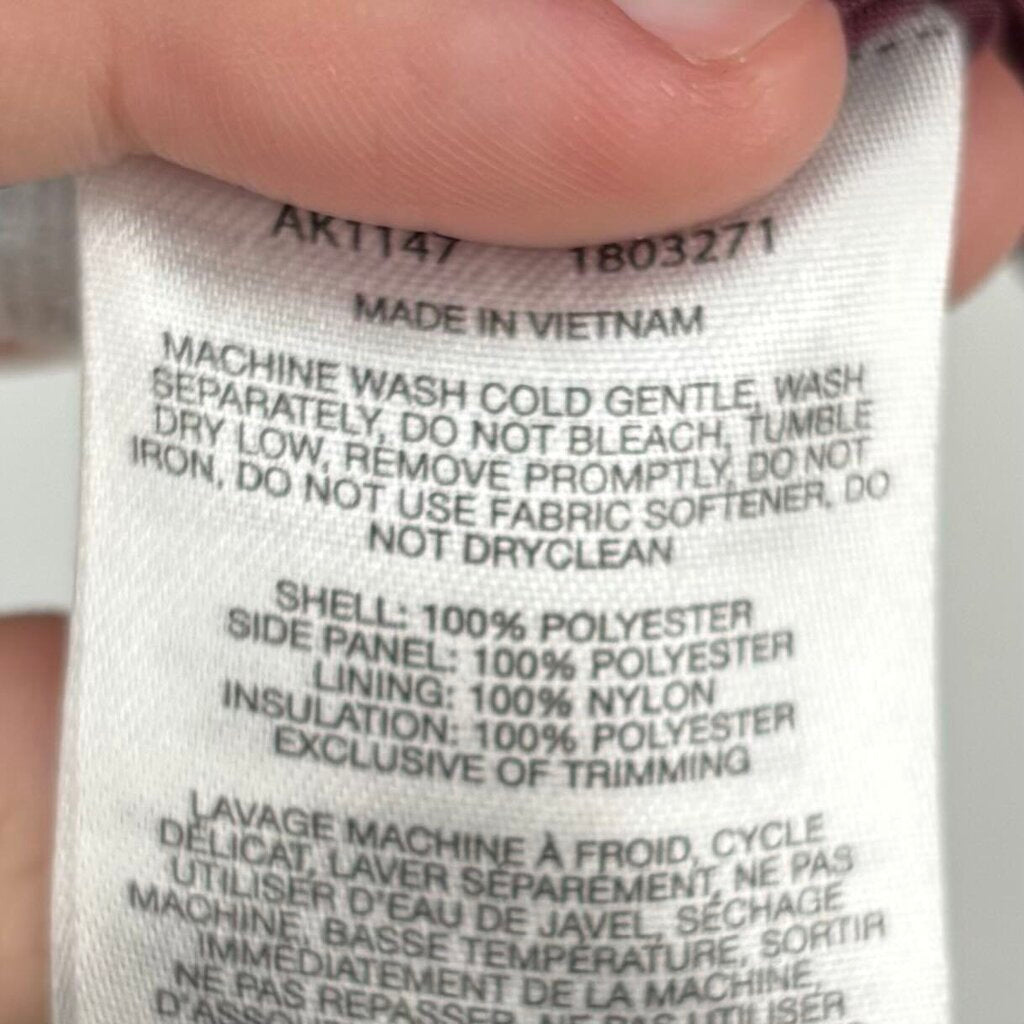 AK1147 1803271
MADE IN VIETNAM
MACHINE WASH COLD GENTLE, WASH
SEPARATELY, DO NOT BLEACH, TUMBLE
DRY LOW, REMOVE PROMPTLY, DO NOT
IRON, DO NOT USE FABRIC SOFTENER, DO
NOT DRYCLEAN
SHELL: 100% POLYESTER
SIDE PANEL: 100% POLYESTER
LINING: 100% NYLON
INSULATION: 100% POLYESTER
EXCLUSIVE OF TRIMMING
LAVAGE MACHINE À FROID, CYCLE
DÉLICAT, LAVER SÉPARÉMENT, NE PAS
UTILISER D'EAU DE JAVEL, SÉCHAGE
MACHINE, BASSE TEMPÉRATURE, SORTIR
IMMÉDIATEMENT DE LA MACHINE,
NE PAS REPASSER, NE PAS UTILISER